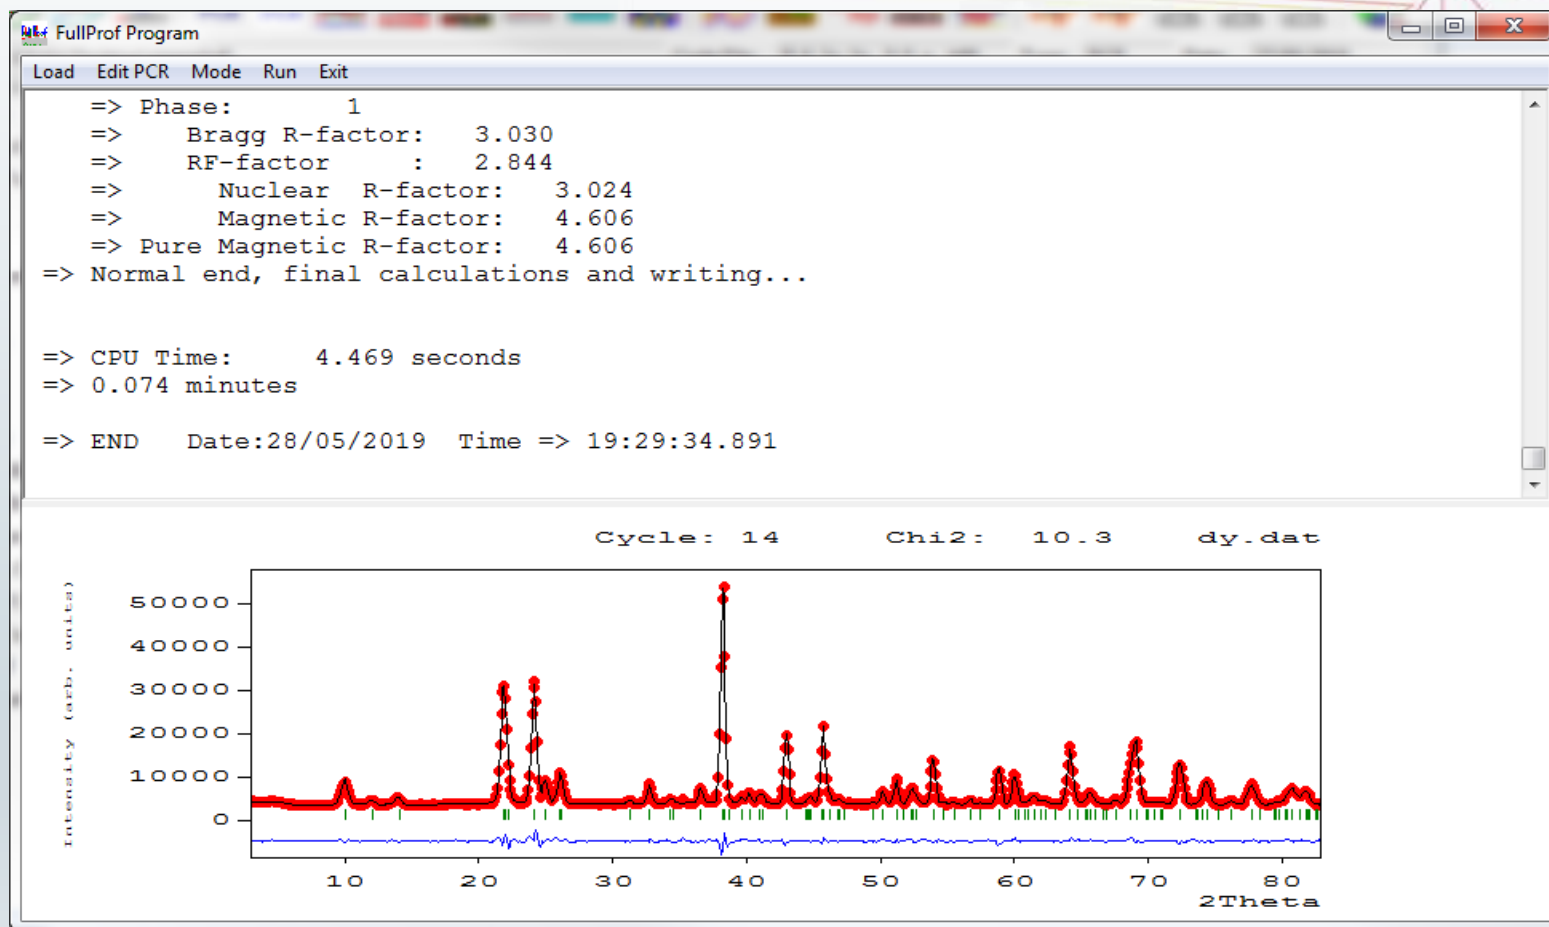 FullProf Program
Load Edit PCR Mode Run Exit
=> Phase: 1
=> Bragg R-factor: 3.030
=> RF-factor : 2.844
=> Nuclear R-factor: 3.024
=> Magnetic R-factor: 4.606
=> Pure Magnetic R-factor: 4.606
=> Normal end, final calculations and writing...
=> CPU Time: 4.469 seconds
=> 0.074 minutes
=> END Date:28/05/2019 Time => 19:29:34.891
Cycle: 14 Chi2: 10.3 dy.dat
Intensity (arb. units)
50000
40000
30000
20000
10000
0
10 20 30 40 50 60 70 80
2Theta